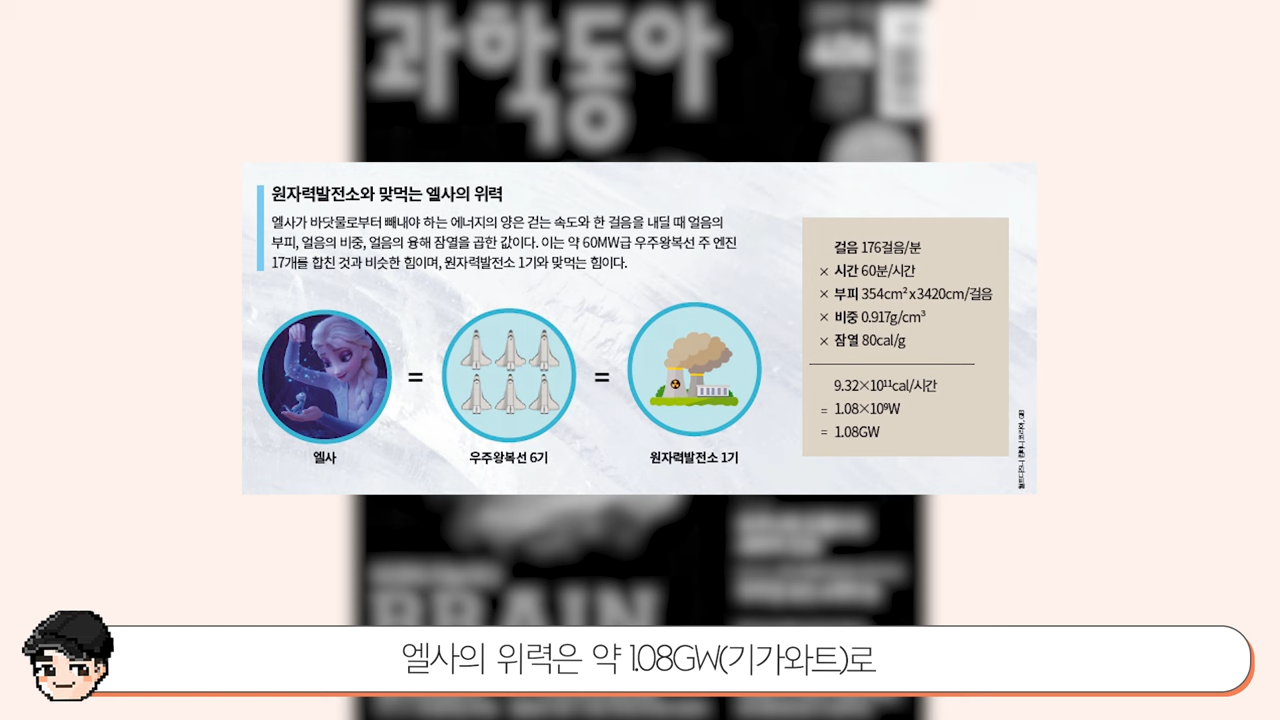 과학동아
원자력발전소와 맞먹는 엘사의 위력
엘사가 바닷물로부터 빼내야 하는 에너지의 양은 걷는 속도와 한 걸음을 내딜 때 얼음의
부피, 얼음의 비중, 얼음의 융해 잠열을 곱한 값이다. 이는 약 60MW급 우주왕복선 주 엔진
17개를 합친 것과 비슷한 힘이며, 원자력발전소 1기와 맞먹는 힘이다.
엘사
=
우주왕복선 6기
=
원자력발전소 1기
걸음 176걸음/분
× 시간 60분/시간
× 부피 354cm²x3420cm/걸음
× 비중 0.917g/cm³
× 잠열 80cal/g
9.32×10¹¹cal/시간
= 1.08×10⁹W
= 1.08GW
BRAIN
엘사의 위력은 약 1.08GW(기가와트)로